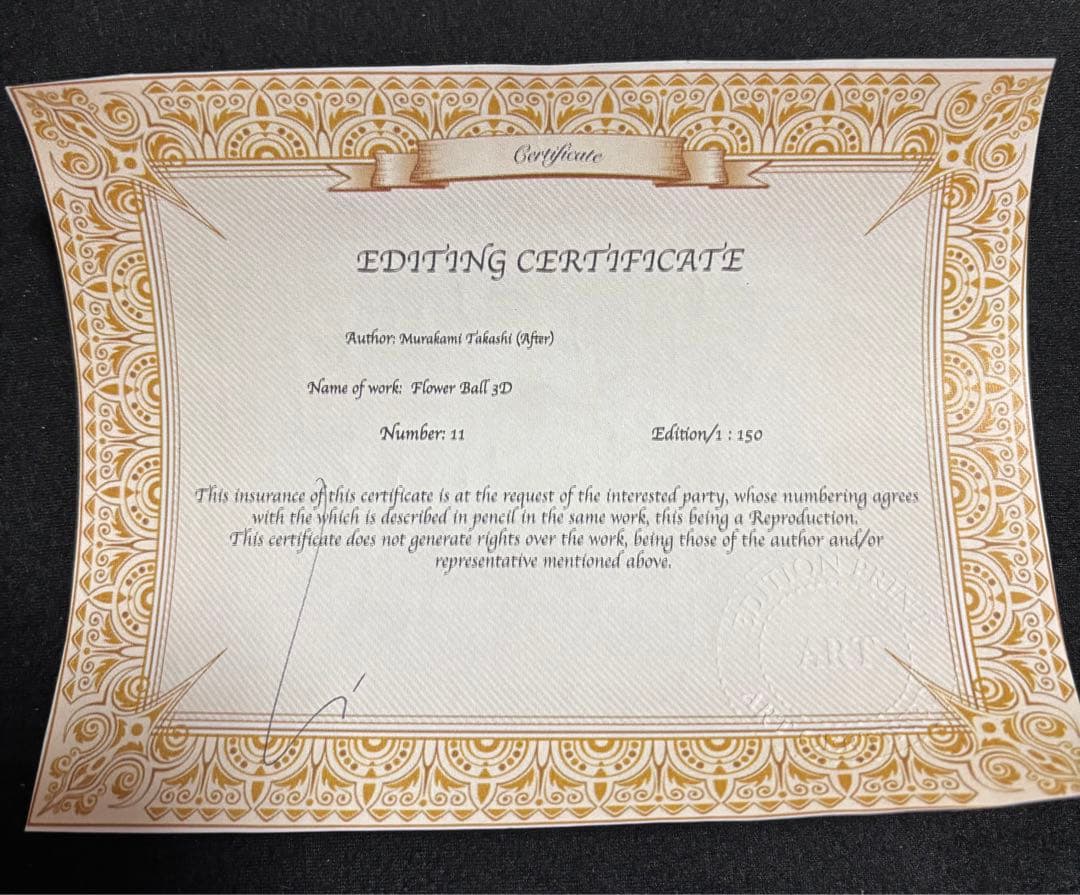 Certificate
EDITING CERTIFICATE
Author: Murakami Takashi (After)
Name of work: Flower Ball 3D
Number: 11
Edition/1 : 150
This insurance of this certificate is at the request of the interested party, whose numbering agrees
with the which is described in pencil in the same work, this being a Reproduction.
This certificate does not generate rights over the work, being those of the author and/or
representative mentioned above.
EDITION PRINT
ART
ART